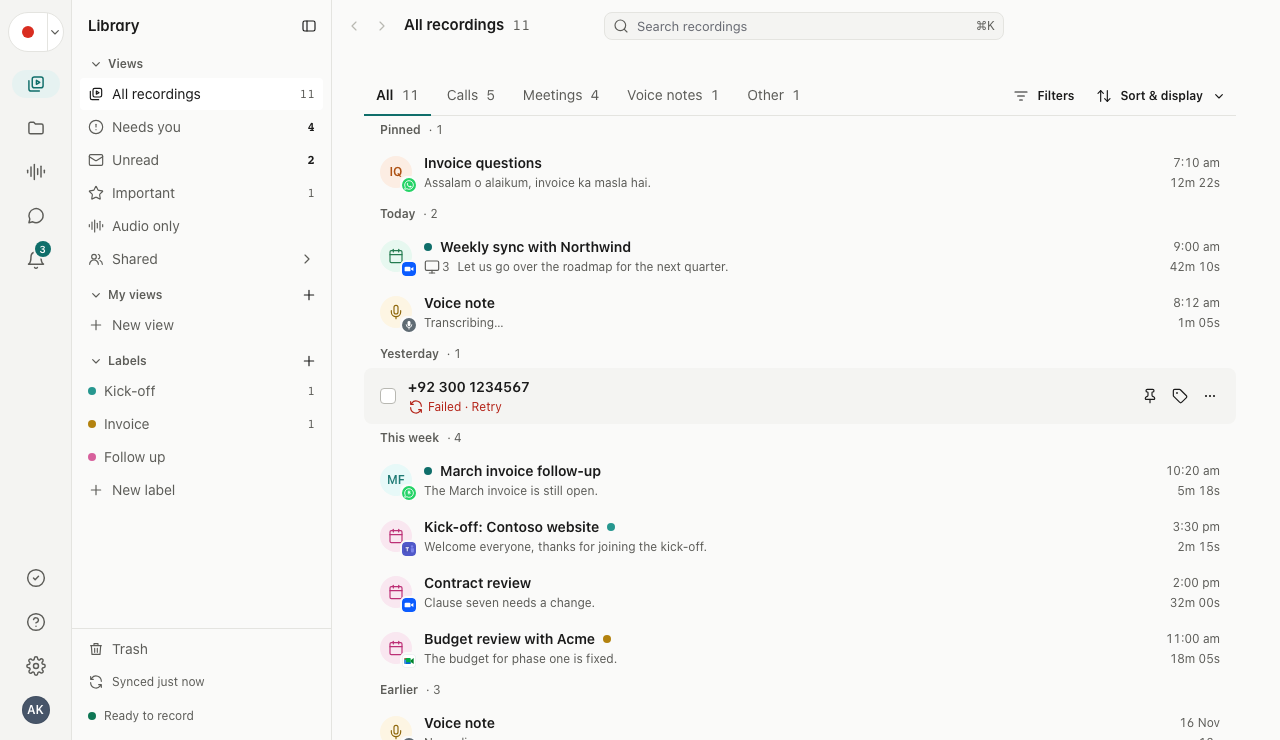 Library
Views
All recordings 11
Needs you 4
Unread 2
Important 1
Audio only
Shared
My views
New view
Labels
Kick-off 1
Invoice 1
Follow up
New label
Trash
Synced just now
Ready to record
3
AK
All recordings 11
Search recordings ⌘K
All 11 Calls 5 Meetings 4 Voice notes 1 Other 1
Filters Sort & display
Pinned · 1
IQ Invoice questions 7:10 am
Assalam o alaikum, invoice ka masla hai. 12m 22s
Today · 2
Weekly sync with Northwind 9:00 am
3 Let us go over the roadmap for the next quarter. 42m 10s
Voice note 8:12 am
Transcribing... 1m 05s
Yesterday · 1
+92 300 1234567
Failed · Retry
This week · 4
MF March invoice follow-up 10:20 am
The March invoice is still open. 5m 18s
Kick-off: Contoso website 3:30 pm
Welcome everyone, thanks for joining the kick-off. 2m 15s
Contract review 2:00 pm
Clause seven needs a change. 32m 00s
Budget review with Acme 11:00 am
The budget for phase one is fixed. 18m 05s
Earlier · 3
Voice note 16 Nov